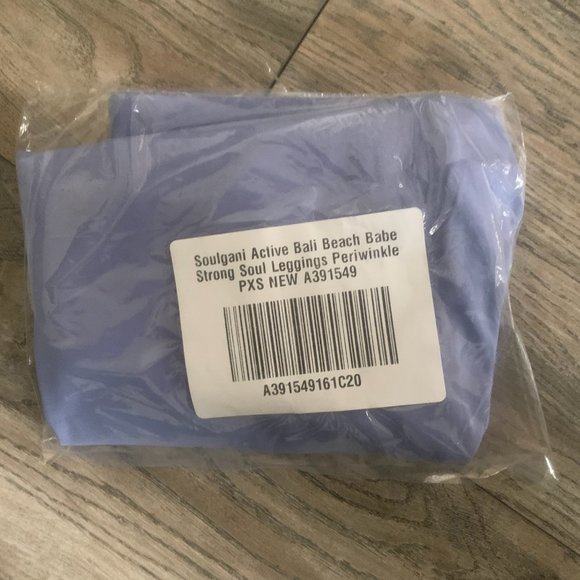 Soulgani Active Bali Beach Babe
Strong Soul Leggings Periwinkle
PXS NEW A391549
A391549161C20